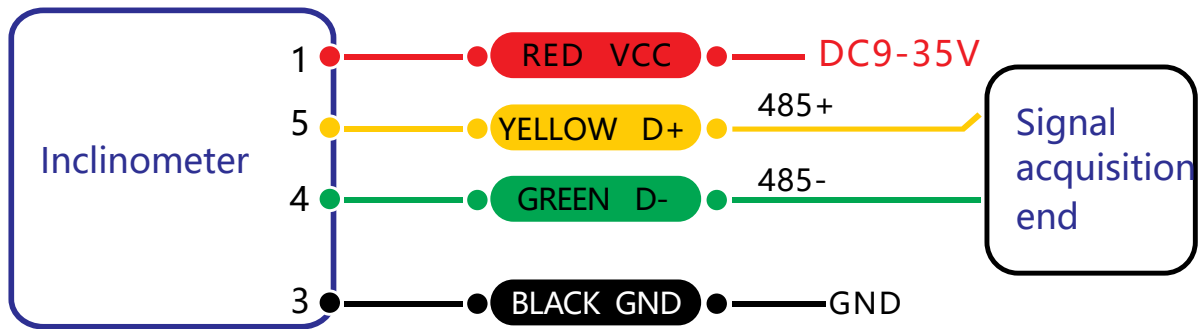 1 RED VCC DC9-35V
5 YELLOW D+ 485+
Inclinometer
4 GREEN D- 485-
Signal
acquisition
end
3 BLACK GND GND